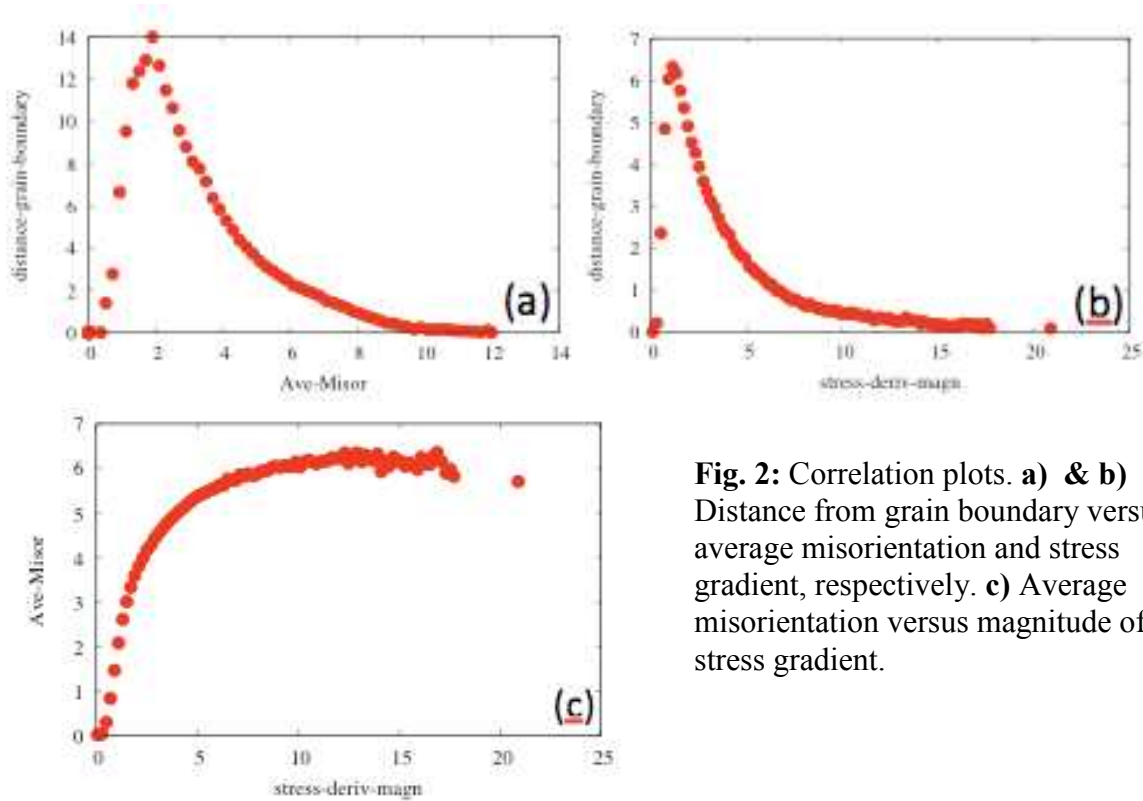 14
12
10
8
6
4
2
0
distance-grain-boundary
0 2 4 6 8 10 12 14
Ave-Misor
(a)
7
6
5
4
3
2
1
0
distance-grain-boundary
0 5 10 15 20 25
stress-deriv-magn
(b)
7
6
5
4
3
2
1
0
Ave-Misor
0 5 10 15 20 25
stress-deriv-magn
(c)
Fig. 2: Correlation plots. a) & b)
Distance from grain boundary versu
average misorientation and stress
gradient, respectively. c) Average
misorientation versus magnitude of
stress gradient.